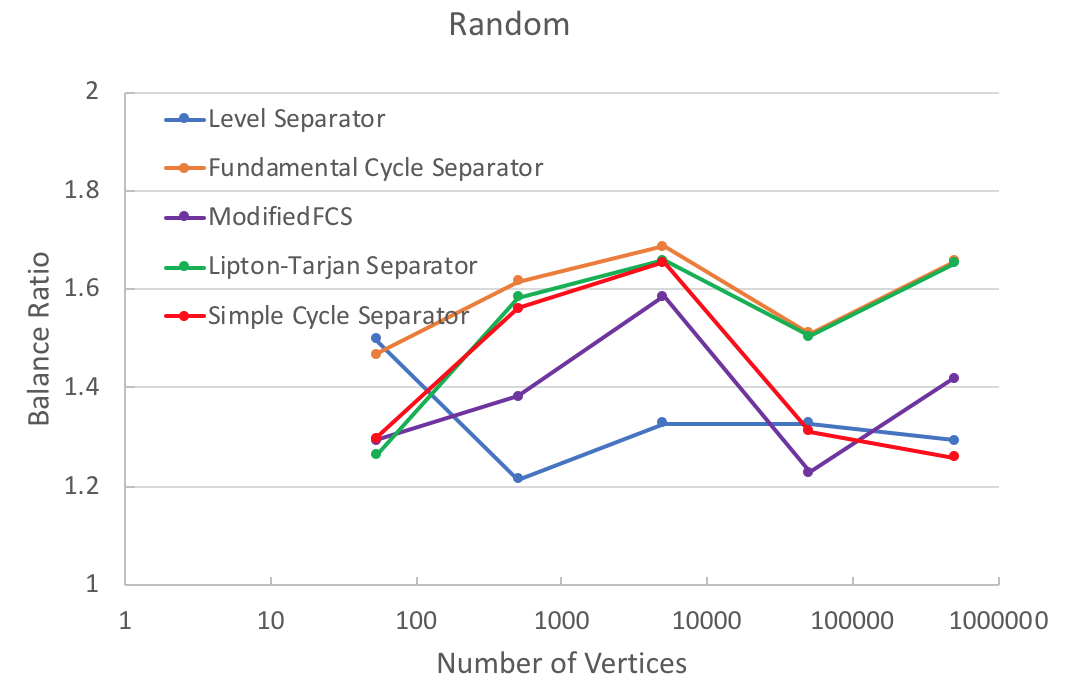 Random
2
1.8
1.6
1.4
1.2
1
Balance Ratio
Level Separator
Fundamental Cycle Separator
ModifiedFCS
Lipton-Tarjan Separator
Simple Cycle Separator
1 10 100 1000 10000 100000 1000000
Number of Vertices